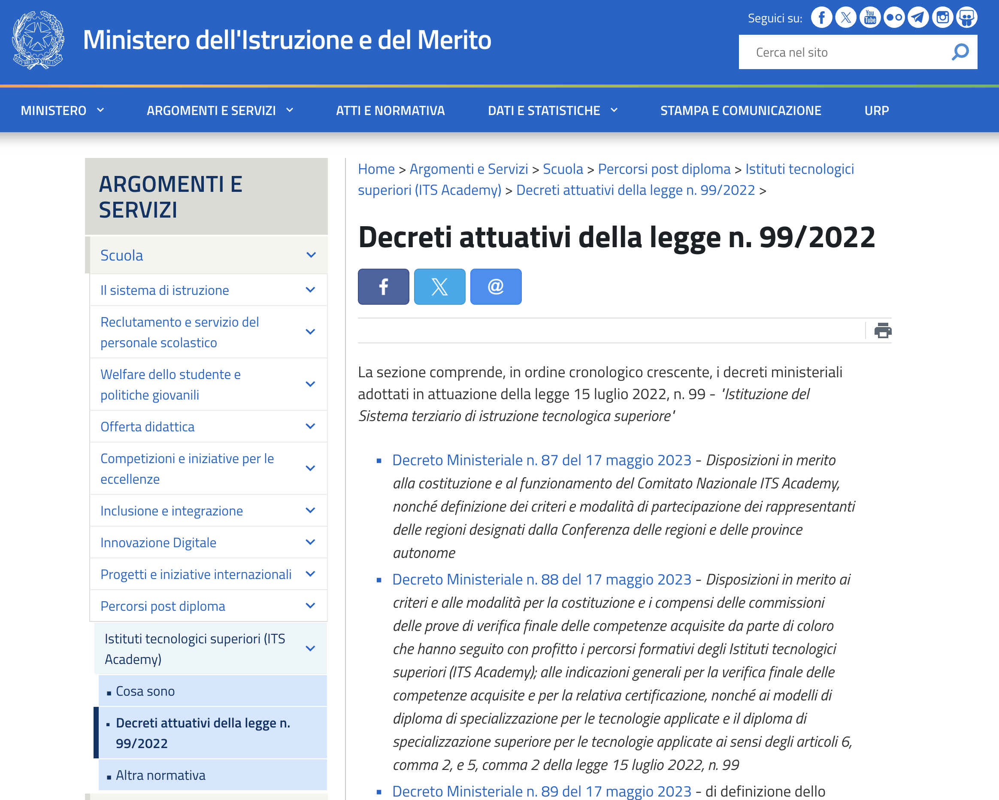 REPVBBLICA ITALIANA
Ministero dell'Istruzione e del Merito
Seguici su:
You
Tube
Cerca nel sito
MINISTERO
ARGOMENTI E SERVIZI
ATTI E NORMATIVA
DATI E STATISTICHE
STAMPA E COMUNICAZIONE
URP
ARGOMENTI E
SERVIZI
Scuola
Il sistema di istruzione
Reclutamento e servizio del
personale scolastico
Welfare dello studente e
politiche giovanili
Offerta didattica
Competizioni e iniziative per le
eccellenze
Inclusione e integrazione
Innovazione Digitale
Progetti e iniziative internazionali
Percorsi post diploma
Istituti tecnologici superiori (ITS
Academy)
▪ Cosa sono
▪ Decreti attuativi della legge n.
99/2022
▪ Altra normativa
Home > Argomenti e Servizi > Scuola > Percorsi post diploma > Istituti tecnologici
superiori (ITS Academy) > Decreti attuativi della legge n. 99/2022 >
Decreti attuativi della legge n. 99/2022
La sezione comprende, in ordine cronologico crescente, i decreti ministeriali
adottati in attuazione della legge 15 luglio 2022, n. 99 - "Istituzione del
Sistema terziario di istruzione tecnologica superiore"
▪ Decreto Ministeriale n. 87 del 17 maggio 2023 - Disposizioni in merito
alla costituzione e al funzionamento del Comitato Nazionale ITS Academy,
nonché definizione dei criteri e modalità di partecipazione dei rappresentanti
delle regioni designati dalla Conferenza delle regioni e delle province
autonome
▪ Decreto Ministeriale n. 88 del 17 maggio 2023 - Disposizioni in merito ai
criteri e alle modalità per la costituzione e i compensi delle commissioni
delle prove di verifica finale delle competenze acquisite da parte di coloro
che hanno seguito con profitto i percorsi formativi degli Istituti tecnologici
superiori (ITS Academy); alle indicazioni generali per la verifica finale delle
competenze acquisite e per la relativa certificazione, nonché ai modelli di
diploma di specializzazione per le tecnologie applicate e il diploma di
specializzazione superiore per le tecnologie applicate ai sensi degli articoli 6,
comma 2, e 5, comma 2 della legge 15 luglio 2022, n. 99
▪ Decreto Ministeriale n. 89 del 17 maggio 2023 - di definizione dello